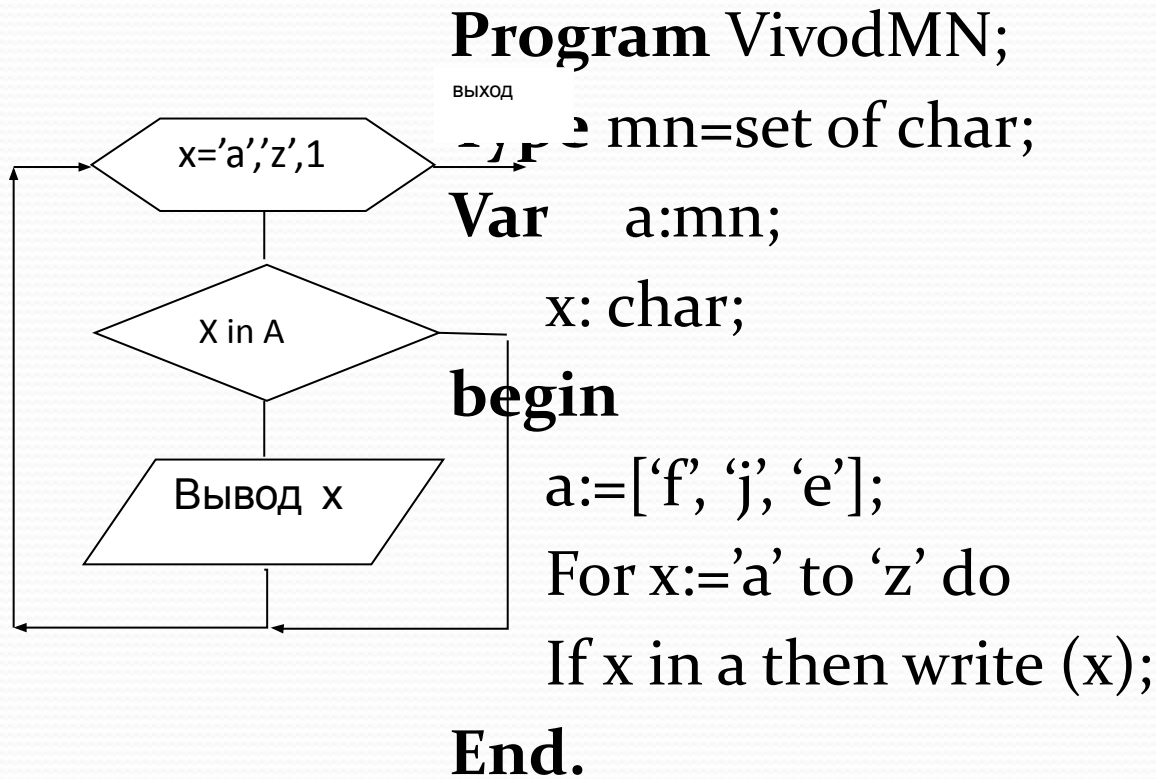 Program VivodMN;
выход
mn=set of char;
x='a','z',1
Var a:mn;
X in A
x: char;
begin
Вывод x
a:=[‘f’, ‘j’, ‘e’];
For x:=’a’ to ‘z’ do
If x in a then write (x);
End.